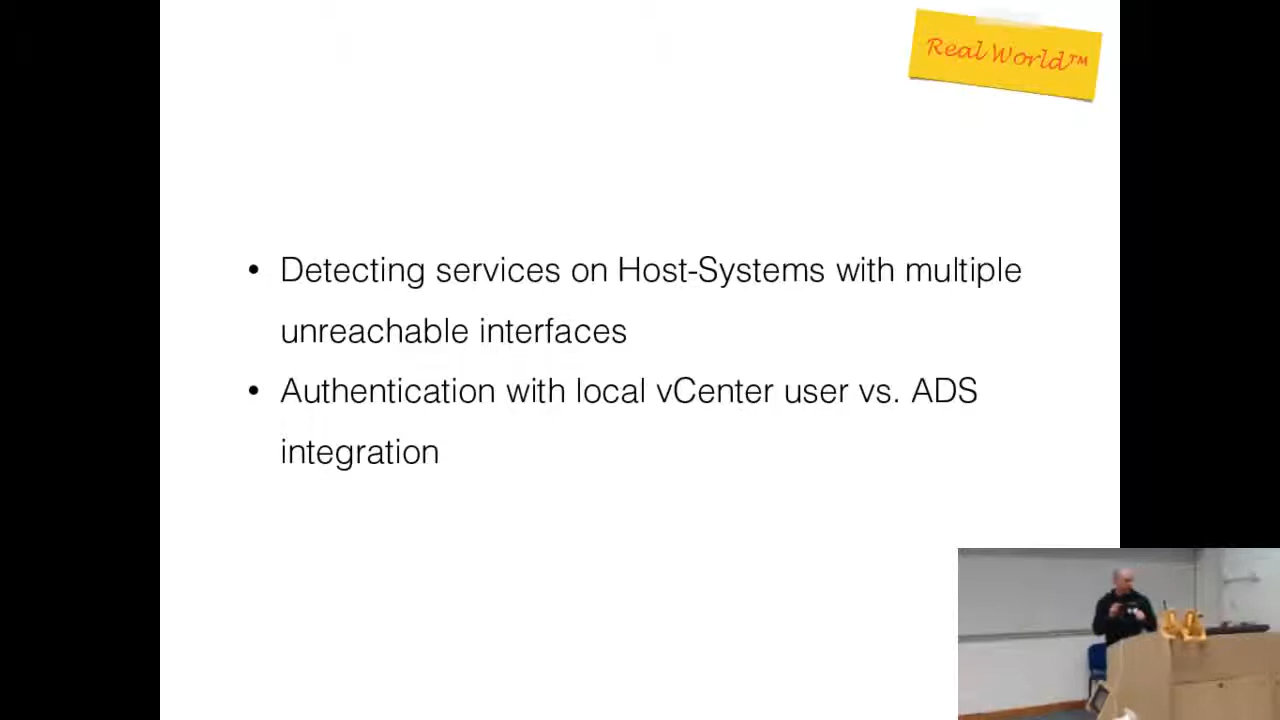 Real World™
• Detecting services on Host-Systems with multiple
unreachable interfaces
• Authentication with local vCenter user vs. ADS
integration